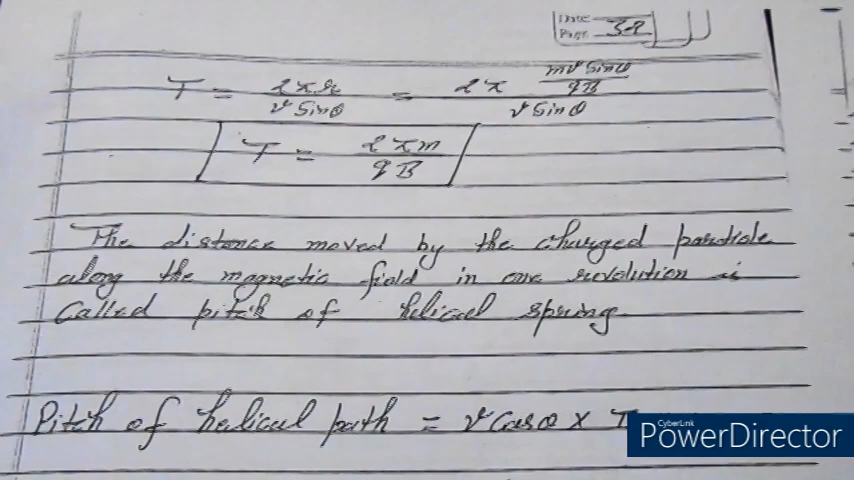 Date
Page 38
T = 2πr / v Sinθ = 2π (mv Sinθ / qB) / v Sinθ
T = 2πm / qB
The distance moved by the charged particle
along the magnetic field in one revolution is
Called pitch of helical spring.
Pitch of helical path = v Cosθ × T
CyberLink
PowerDirector